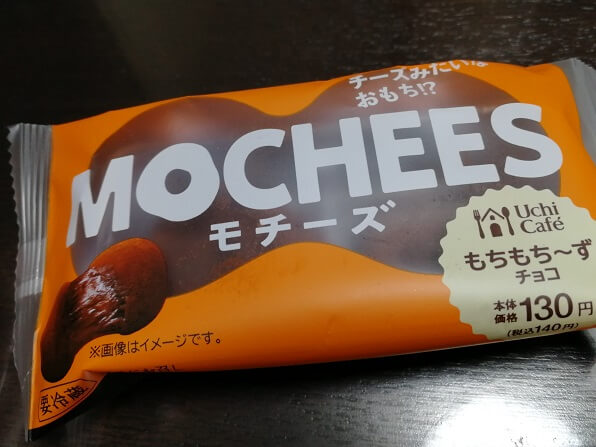 チーズみたいな
おもち!?
MOCHEES
モチーズ
Uchi
Café
もちもち〜ず
チョコ
本体
価格 130円
(税込140円)
※画像はイメージです。
要冷蔵